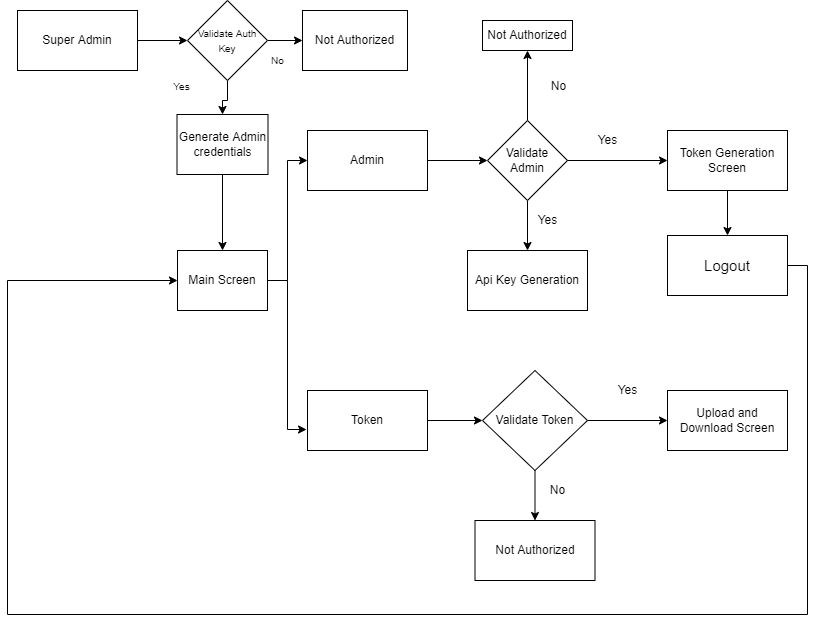 Super Admin
Validate Auth
Key
No
Not Authorized
Yes
Generate Admin
credentials
Main Screen
Admin
Validate
Admin
Not Authorized
No
Yes
Token Generation
Screen
Yes
Api Key Generation
Logout
Token
Validate Token
Yes
Upload and
Download Screen
No
Not Authorized